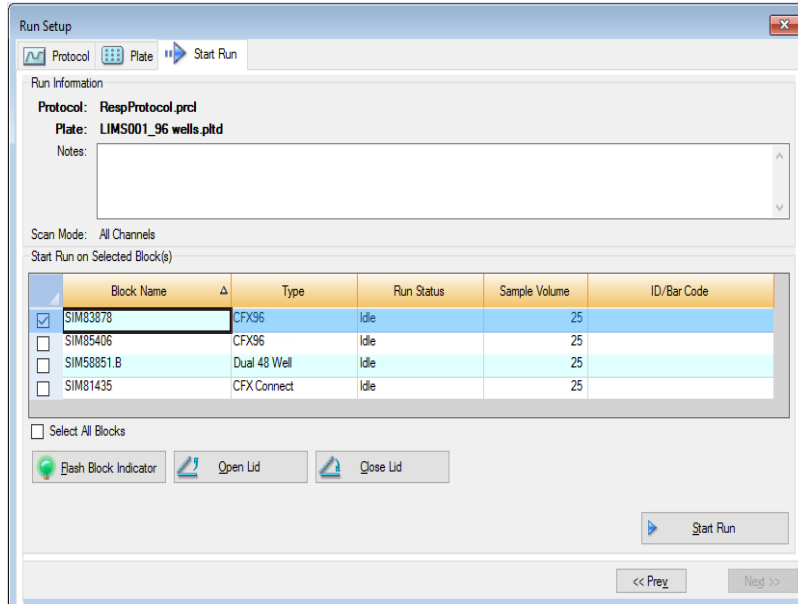 Run Setup
Protocol Plate Start Run
Run Information
Protocol: RespProtocol.prcl
Plate: LIMS001_96 wells.pltd
Notes:
Scan Mode: All Channels
Start Run on Selected Block(s)
Block Name Type Run Status Sample Volume ID/Bar Code
SIM83878 CFX96 Idle 25
SIM85406 CFX96 Idle 25
SIM58851.B Dual 48 Well Idle 25
SIM81435 CFX Connect Idle 25
Select All Blocks
Flash Block Indicator Open Lid Close Lid
Start Run
<< Prev Next >>